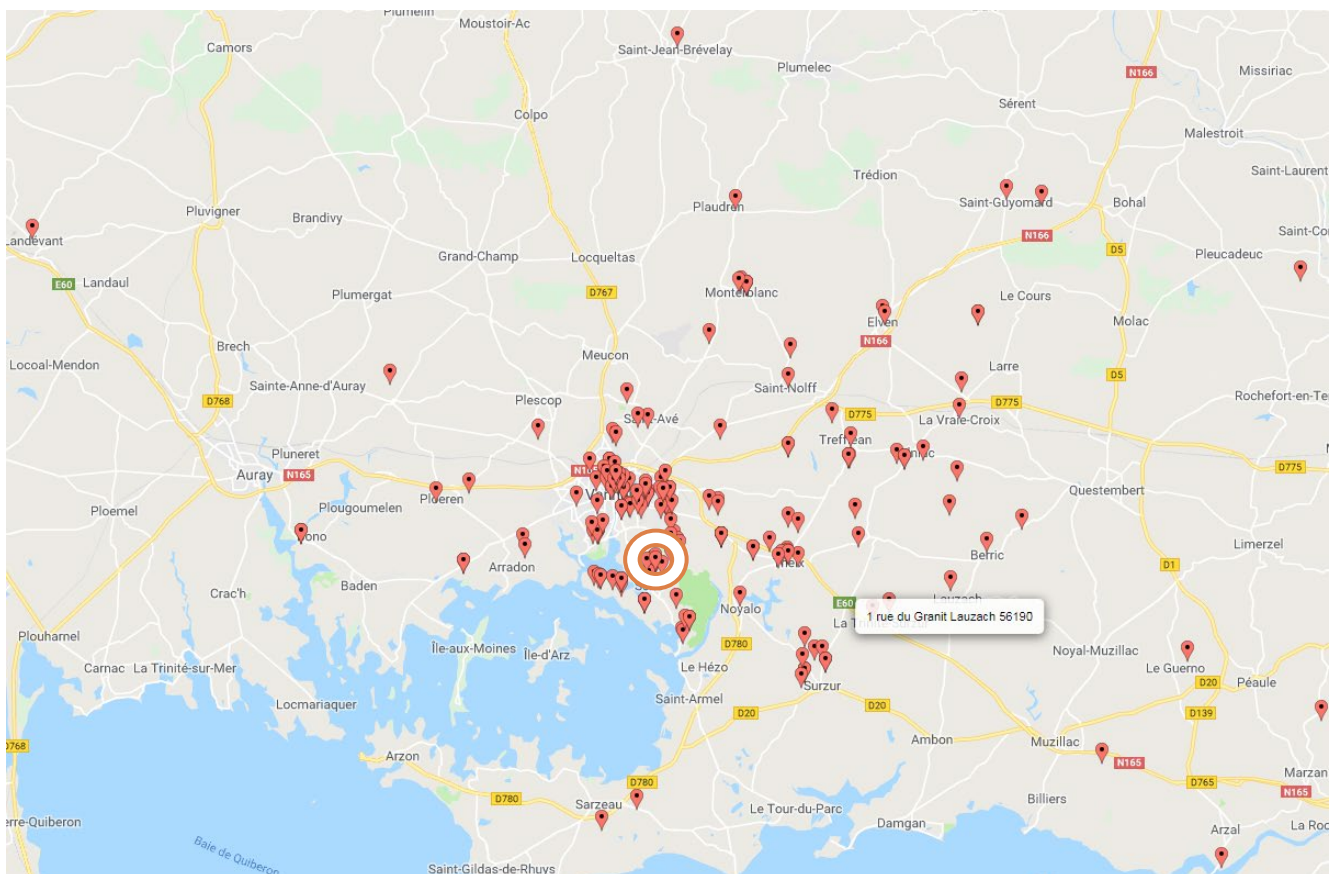 Plumelin
Moustoir-Ac
Camors
Saint-Jean-Brévelay
Plumelec
N166
Missiriac
Sérent
Colpo
Malestroit
Trédion
Saint-Laurent
Pluvigner
Brandivy
Plaudren
Saint-Guyomard
Bohal
Landevant
N166
Saint-Co
Grand-Champ
Locqueltas
D5
Pleucadeuc
E60
Landaul
Plumergat
D767
Monterblanc
Le Cours
Elven
Molac
Brech
Meucon
N166
Locoal-Mendon
Sainte-Anne-d'Auray
Saint-Nolff
Larre
D5
D768
Plescop
Saint-Avé
D775
D775
Rochefort-en-Te
La Vraie-Croix
Treffléan
Pluneret
Auray
N165
N165
D775
Ploeren
Questembert
Ploemel
Plougoumelen
Limerzel
Baden
Arradon
Theix
Berric
D1
Crac'h
Noyalo
E60
Lauzach
1 rue du Granit Lauzach 56190
Plouharnel
Île-aux-Moines
Île-d'Arz
D780
Noyal-Muzillac
Carnac
La Trinité-sur-Mer
Le Hézo
Le Guerno
D20
Péaule
Locmariaquer
Saint-Armel
Surzur
D20
D20
D139
D768
Arzon
Ambon
Muzillac
N165
Marzan
D780
D780
D765
N165
Sarzeau
Le Tour-du-Parc
Billiers
erre-Quiberon
Damgan
Arzal
La Roc
Baie de Quiberon
Saint-Gildas-de-Rhuys